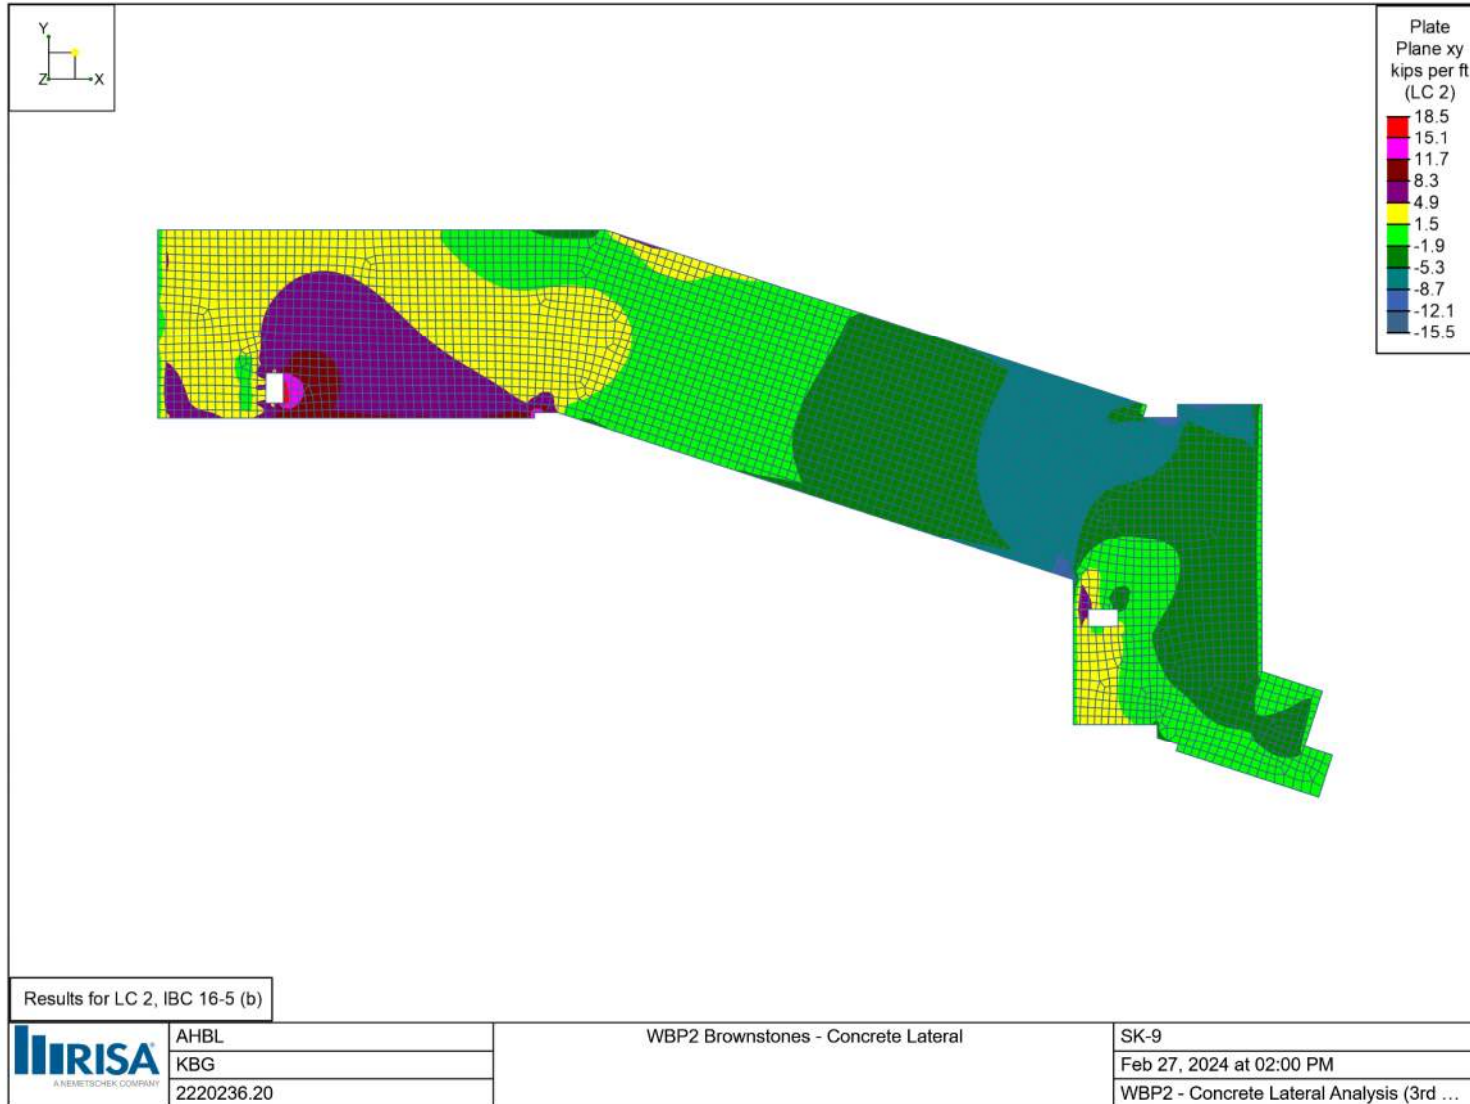 Y
Z
X
Plate
Plane xy
kips per ft
(LC 2)
18.5
15.1
11.7
8.3
4.9
1.5
-1.9
-5.3
-8.7
-12.1
-15.5
Results for LC 2, IBC 16-5 (b)
IRISA
A NEMETSCHEK COMPANY
AHBL
KBG
2220236.20
WBP2 Brownstones - Concrete Lateral
SK-9
Feb 27, 2024 at 02:00 PM
WBP2 - Concrete Lateral Analysis (3rd ...